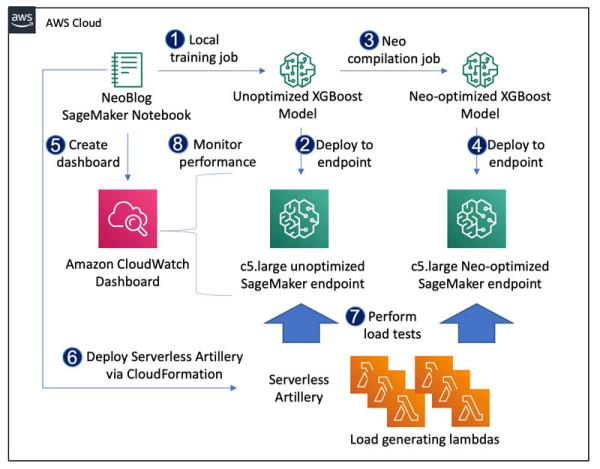 aws
AWS Cloud
1 Local
training job
3 Neo
compilation job
NeoBlog
SageMaker Notebook
Unoptimized XGBoost
Model
Neo-optimized XGBoost
Model
5 Create
dashboard
8 Monitor
performance
2 Deploy to
endpoint
4 Deploy to
endpoint
Amazon CloudWatch
Dashboard
c5.large unoptimized
SageMaker endpoint
c5.large Neo-optimized
SageMaker endpoint
7 Perform
load tests
6 Deploy Serverless Artillery
via CloudFormation
Serverless
Artillery
Load generating lambdas